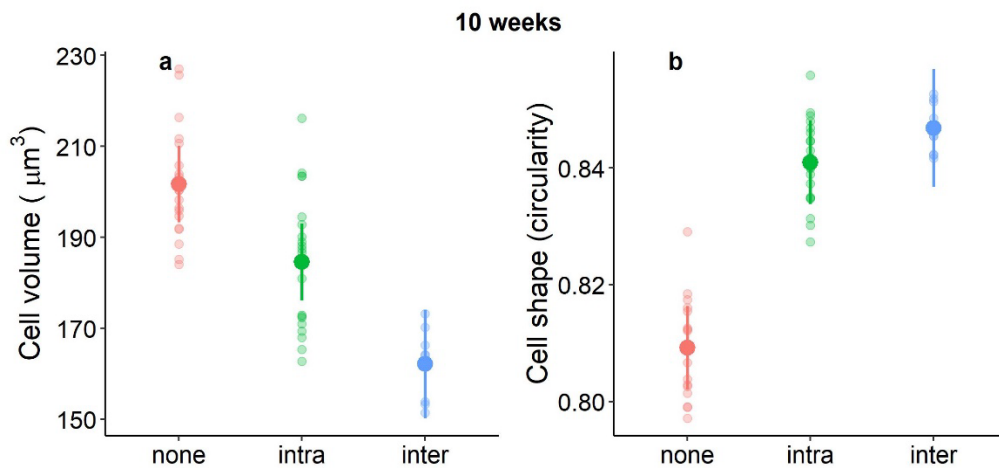 10 weeks
a
Cell volume ( μm³)
230
210
190
170
150
none intra inter
b
Cell shape (circularity)
0.84
0.82
0.80
none intra inter